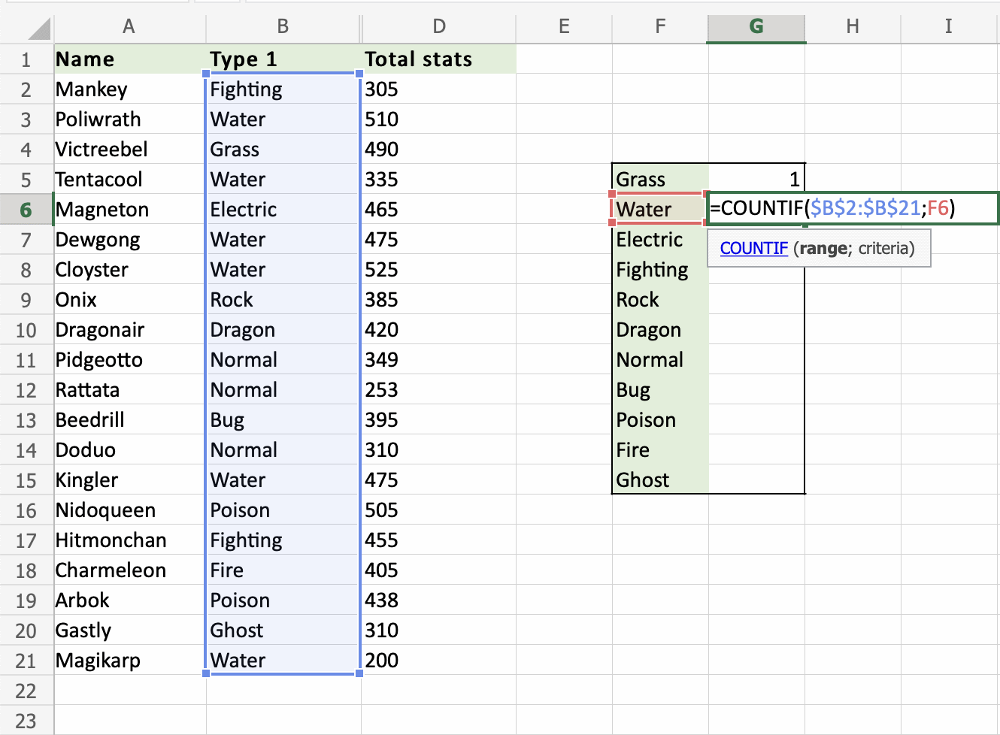 A B D E F G H I
1 Name Type 1 Total stats
2 Mankey Fighting 305
3 Poliwrath Water 510
4 Victreebel Grass 490
5 Tentacool Water 335 Grass 1
6 Magneton Electric 465 Water =COUNTIF($B$2:$B$21;F6)
7 Dewgong Water 475 Electric COUNTIF (range; criteria)
8 Cloyster Water 525 Fighting
9 Onix Rock 385 Rock
10 Dragonair Dragon 420 Dragon
11 Pidgeotto Normal 349 Normal
12 Rattata Normal 253 Bug
13 Beedrill Bug 395 Poison
14 Doduo Normal 310 Fire
15 Kingler Water 475 Ghost
16 Nidoqueen Poison 505
17 Hitmonchan Fighting 455
18 Charmeleon Fire 405
19 Arbok Poison 438
20 Gastly Ghost 310
21 Magikarp Water 200
22
23